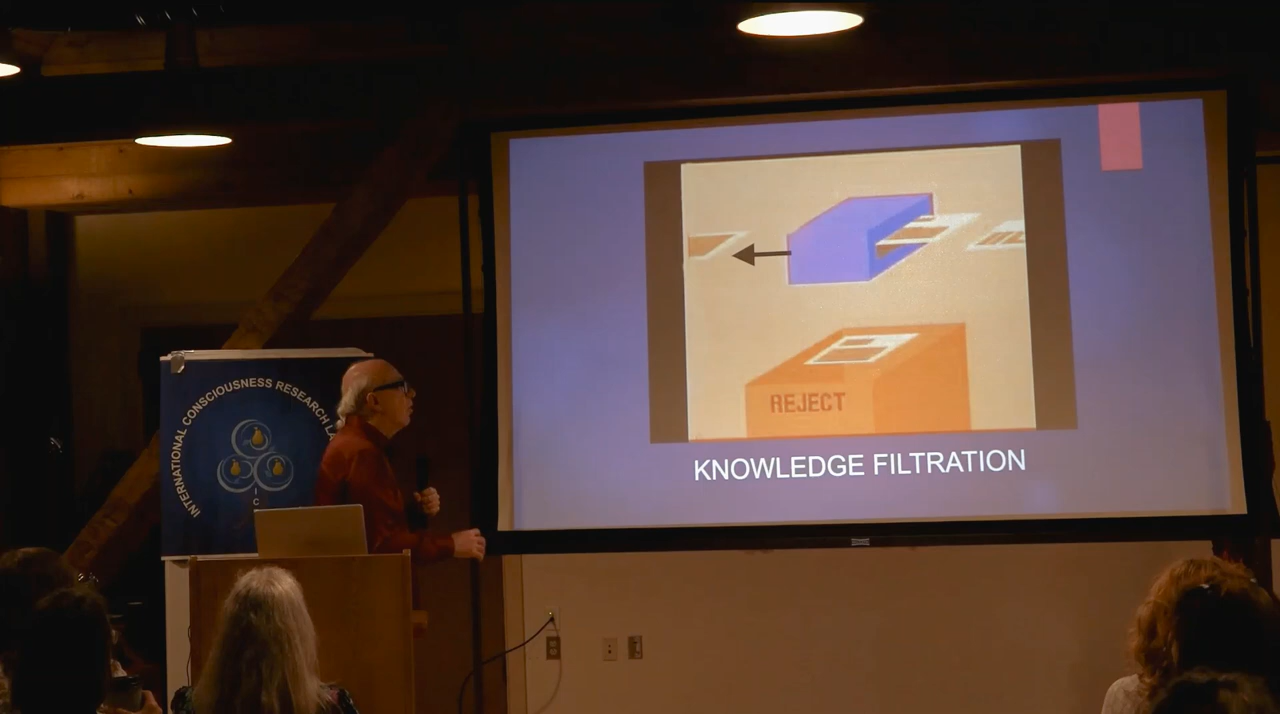 INTERNATIONAL CONSCIOUSNESS RESEARCH
I
C
REJECT
KNOWLEDGE FILTRATION